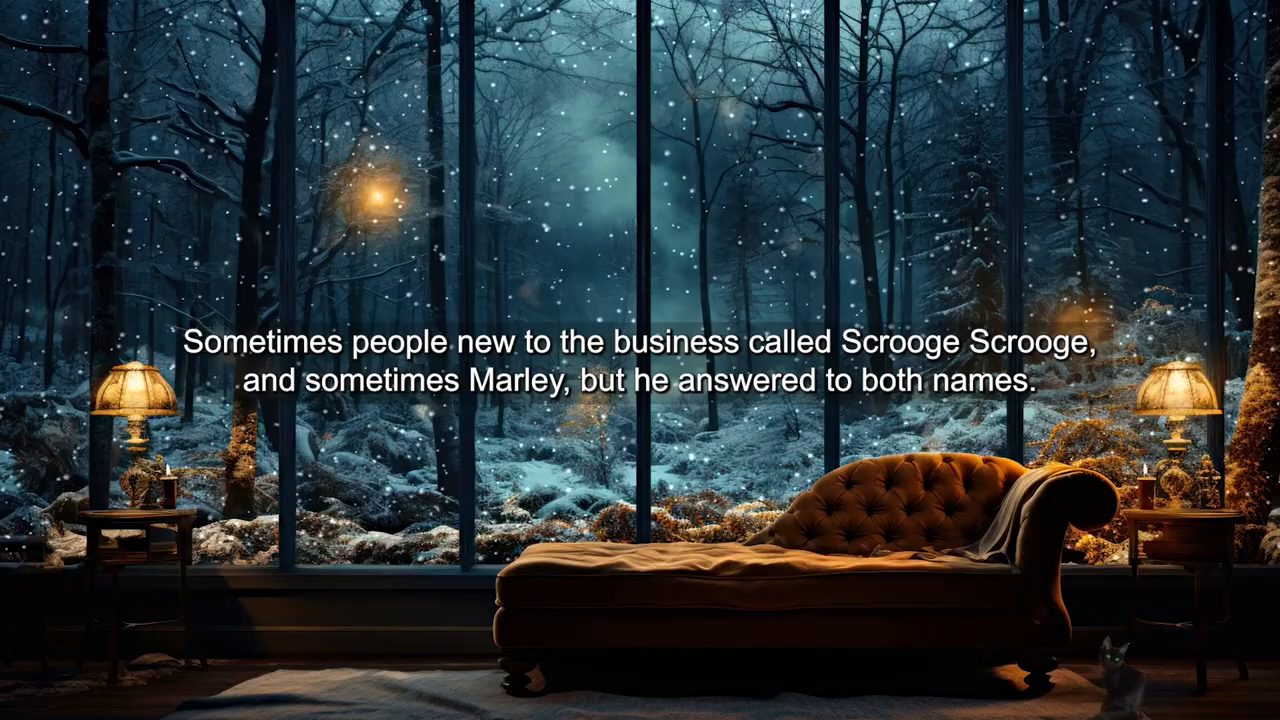 Sometimes people new to the business called Scrooge Scrooge,
and sometimes Marley, but he answered to both names.